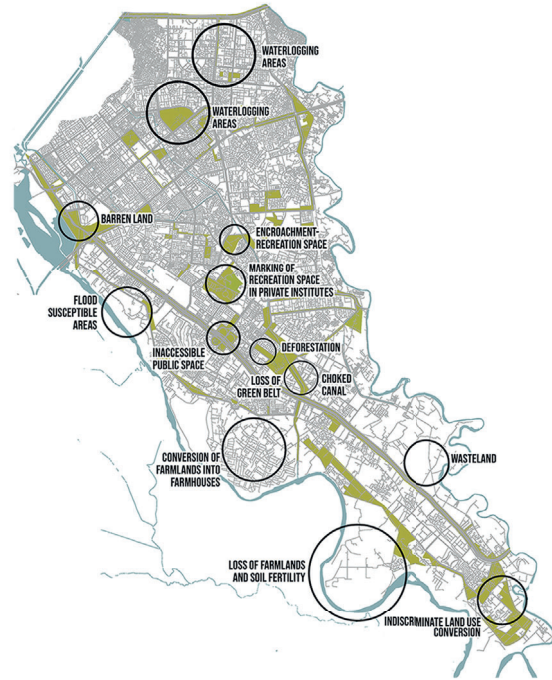 WATERLOGGING
AREAS
WATERLOGGING
AREAS
BARREN LAND
ENCROACHMENT-
RECREATION SPACE
MARKING OF
RECREATION SPACE
IN PRIVATE INSTITUTES
FLOOD
SUSCEPTIBLE
AREAS
INACCESSIBLE
PUBLIC SPACE
DEFORESTATION
LOSS OF
GREEN BELT
CHOKED
CANAL
CONVERSION OF
FARMLANDS INTO
FARMHOUSES
WASTELAND
LOSS OF FARMLANDS
AND SOIL FERTILITY
INDISCRIMINATE LAND USE
CONVERSION